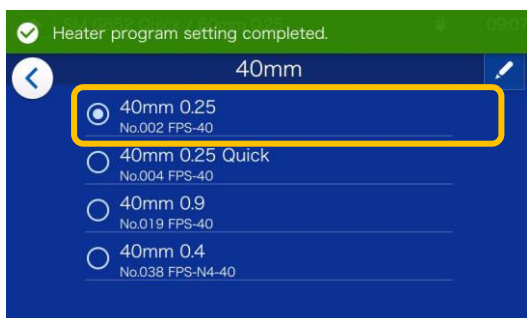 Heater program setting completed.
40mm
40mm 0.25
No.002 FPS-40
40mm 0.25 Quick
No.004 FPS-40
40mm 0.9
No.019 FPS-40
40mm 0.4
No.038 FPS-N4-40